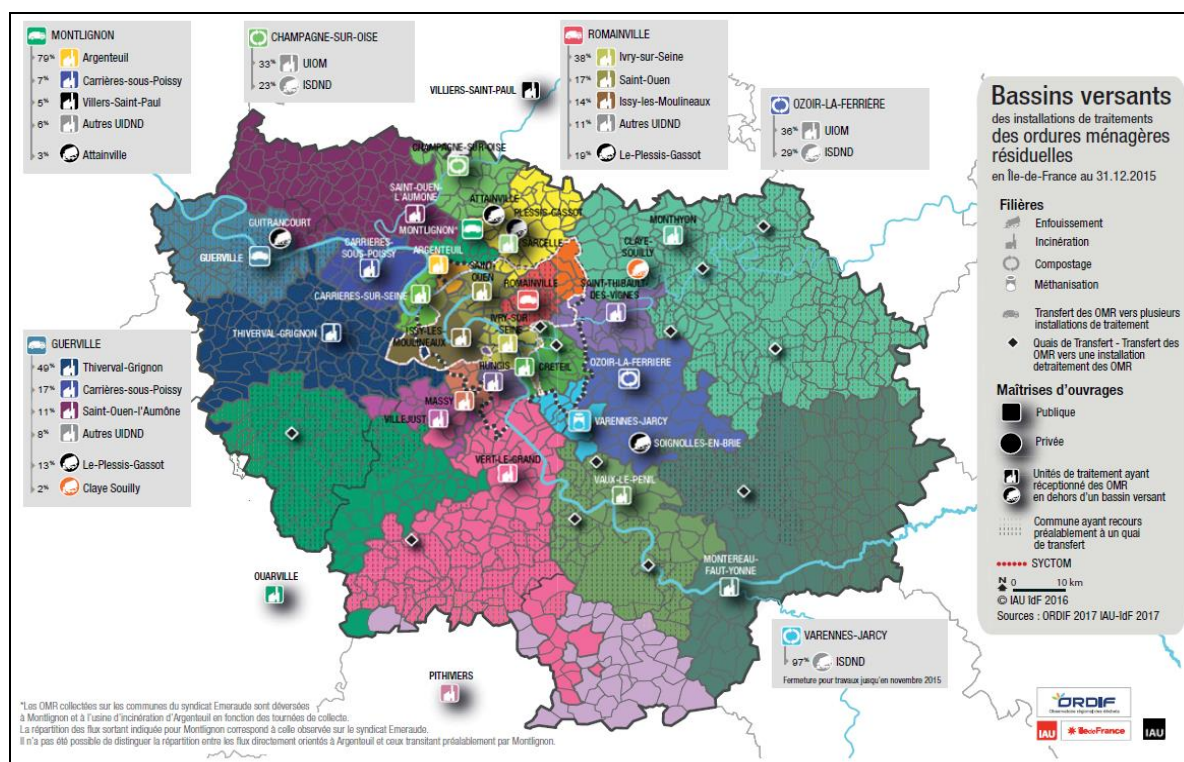 MONTLIGNON
79% Argenteuil
7% Carrières-sous-Poissy
5% Villers-Saint-Paul
6% Autres UIDND
3% Attainville
CHAMPAGNE-SUR-OISE
33% UIOM
23% ISDND
ROMAINVILLE
38% Ivry-sur-Seine
17% Saint-Ouen
14% Issy-les-Moulineaux
11% Autres UIDND
19% Le-Plessis-Gassot
OZOIR-LA-FERRIÈRE
36% UIOM
29% ISDND
Bassins versants
des installations de traitements
des ordures ménagères
résiduelles
en Île-de-France au 31.12.2015
Filières
Enfouissement
Incinération
Compostage
Méthanisation
Transfert des OMR vers plusieurs
installations de traitement
Quais de Transfert - Transfert des
OMR vers une installation
detraitement des OMR
Maîtrises d'ouvrages
Publique
Privée
Unités de traitement ayant
réceptionné des OMR
en dehors d'un bassin versant
Commune ayant recours
préalablement à un quai
de transfert
SYCTOM
N 0 10 km
© IAU IdF 2016
Sources : ORDIF 2017 IAU-IdF 2017
VILLIERS-SAINT-PAUL
CHAMPAGNE-SUR-OISE
SAINT-OUEN-
L'AUMONE
ATTAINVILLE
PLESSIS-GASSOT
MONTHYON
GUITRANCOURT
MONTLIGNON*
SARCELLE
CLAYE-
SOUILLY
GUERVILLE
CARRIERES-
SOUS-POISSY
ARGENTEUIL
OUEN
ROMAINVILLE
SAINT-THIBAULT-
DES-VIGNES
CARRIERES-SUR-SEINE
THIVERVAL-GRIGNON
ISSY-LES-
MOULINEAUX
IVRY-SUR-
SEINE
RUNGIS
CRETEIL
OZOIR-LA-FERRIERE
MASSY
VILLEJUST
VARENNES-JARCY
SOIGNOLLES-EN-BRIE
VERT-LE-GRAND
VAUX-LE-PENIL
MONTEREAU-
FAUT-YONNE
OUARVILLE
PITHIVIERS
GUERVILLE
49% Thiverval-Grignon
17% Carrières-sous-Poissy
11% Saint-Ouen-l'Aumône
8% Autres UIDND
13% Le-Plessis-Gassot
2% Claye Souilly
VARENNES-JARCY
97% ISDND
Fermeture pour travaux jusqu'en novembre 2015
*Les OMR collectées sur les communes du syndicat Emeraude sont déversées
à Montlignon et à l'usine d'incinération d'Argenteuil en fonction des tournées de collecte.
La répartition des flux sortant indiquée pour Montlignon correspond à celle observée sur le syndicat Emeraude.
Il n'a pas été possible de distinguer la répartition entre les flux directement orientés à Argenteuil et ceux transitant préalablement par Montlignon.
ORDIF
Observatoire régional des déchets
IAU
île de France
IAU